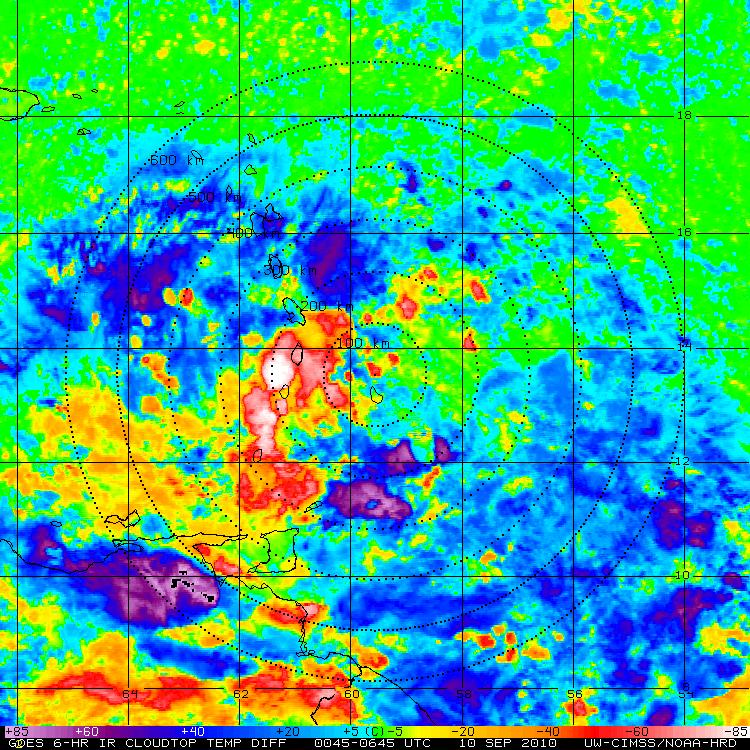 18
600 km
500 km
400 km
16
300 km
200 km
100 km
14
12
10
64 62 60 58 56
8
+85 +60 +40 +20 +5 (C) -5 -20 -40 -60 -85
GOES 6-HR IR CLOUDTOP TEMP DIFF 0045-0645 UTC 10 SEP 2010 UW-CIMSS/NOAA-HRD